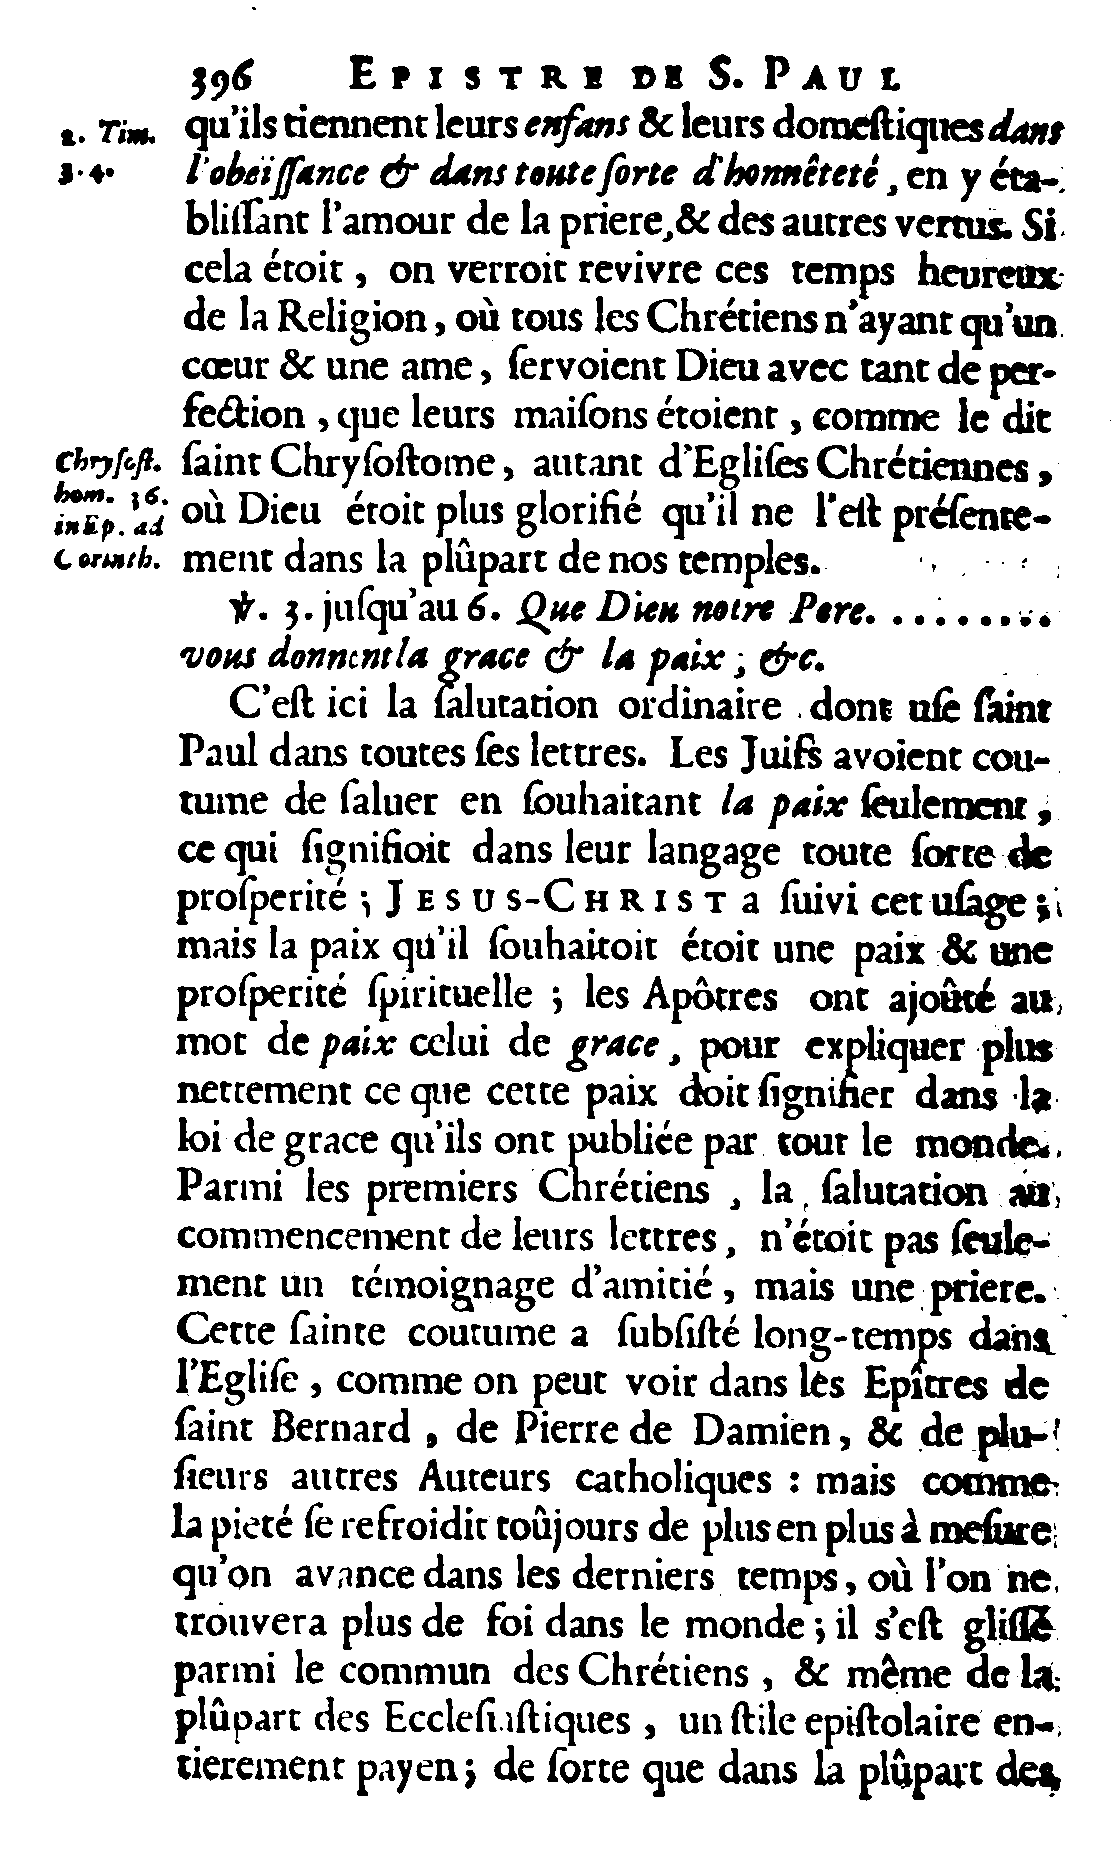 396 EPISTRE DE S. PAUL
2. Tim.
3. 4.
qu'ils tiennent leurs enfans & leurs domeſtiques dans
l'obeïſſance & dans toute ſorte d'honnêteté, en y éta-
bliſſant l'amour de la priere, & des autres vertus. Si
cela étoit, on verroit revivre ces temps heureux
de la Religion, où tous les Chrétiens n'ayant qu'un
cœur & une ame, ſervoient Dieu avec tant de per-
fection, que leurs maiſons étoient, comme le dit
Chryſoſt.
hom. 36.
in Ep. ad
Corinth.
ſaint Chryſoſtome, autant d'Egliſes Chrétiennes,
où Dieu étoit plus glorifié qu'il ne l'eſt préſente-
ment dans la plûpart de nos temples.
℣. 3. juſqu'au 6. Que Dieu notre Pere. ........
vous donnent la grace & la paix ; &c.
C'eſt ici la ſalutation ordinaire dont uſe ſaint
Paul dans toutes ſes lettres. Les Juifs avoient cou-
tume de ſaluer en ſouhaitant la paix ſeulement,
ce qui ſignifioit dans leur langage toute ſorte de
proſperité ; JESUS-CHRIST a ſuivi cet uſage ;
mais la paix qu'il ſouhaitoit étoit une paix & une
proſperité ſpirituelle ; les Apôtres ont ajoûté au
mot de paix celui de grace, pour expliquer plus
nettement ce que cette paix doit ſignifier dans la
loi de grace qu'ils ont publiée par tout le monde.
Parmi les premiers Chrétiens, la ſalutation au
commencement de leurs lettres, n'étoit pas ſeule-
ment un témoignage d'amitié, mais une priere.
Cette ſainte coutume a ſubſiſté long-temps dans
l'Egliſe, comme on peut voir dans les Epîtres de
ſaint Bernard, de Pierre de Damien, & de plu-
ſieurs autres Auteurs catholiques : mais comme
la pieté ſe refroidit toûjours de plus en plus à meſure
qu'on avance dans les derniers temps, où l'on ne
trouvera plus de foi dans le monde ; il s'eſt gliſſé
parmi le commun des Chrétiens, & même de la
plûpart des Eccleſiaſtiques, un ſtile epiſtolaire en-
tierement payen ; de ſorte que dans la plûpart des